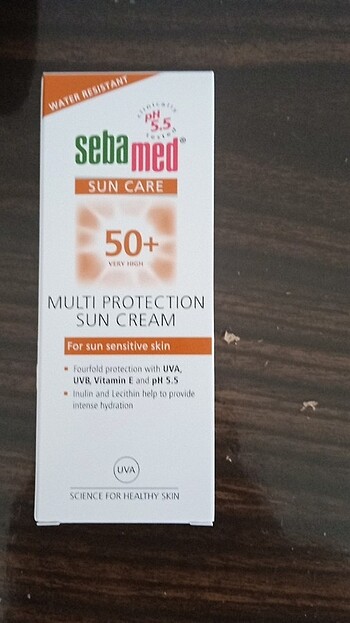 WATER RESISTANT
clinically
pH
5.5
tested
sebamed®
SUN CARE
50+
VERY HIGH
MULTI PROTECTION
SUN CREAM
For sun sensitive skin
Fourfold protection with UVA,
UVB, Vitamin E and pH 5.5
Inulin and Lecithin help to provide
intense hydration
UVA
SCIENCE FOR HEALTHY SKIN